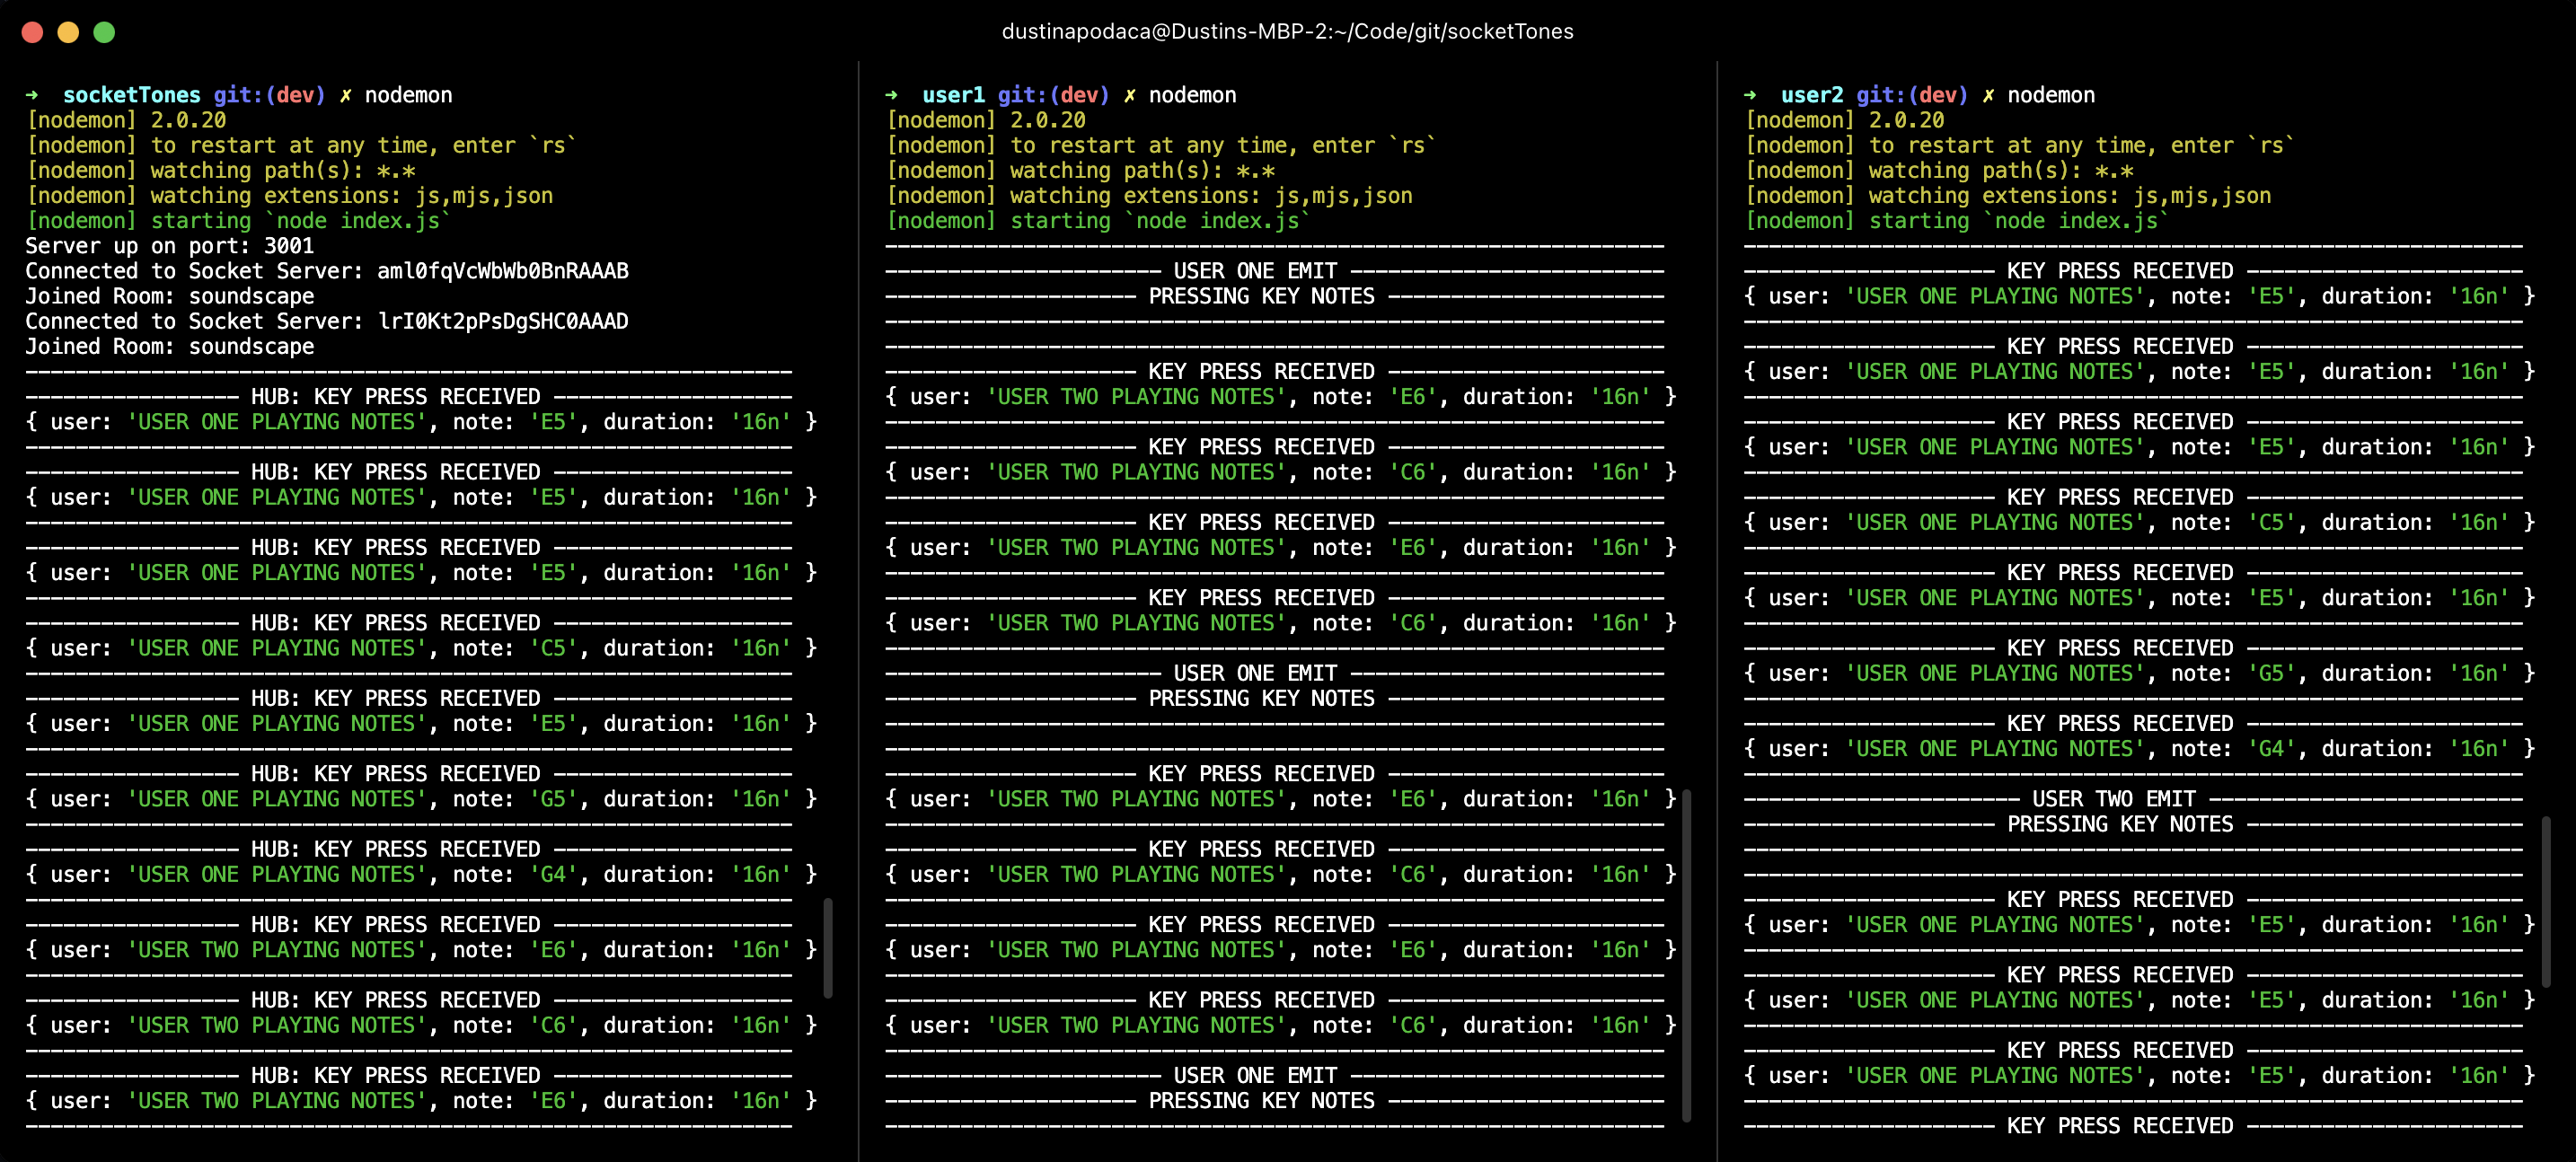 dustinapodaca@Dustins-MBP-2:~/Code/git/socketTones
➜  socketTones git:(dev) ✗ nodemon
[nodemon] 2.0.20
[nodemon] to restart at any time, enter `rs`
[nodemon] watching path(s): *.*
[nodemon] watching extensions: js,mjs,json
[nodemon] starting `node index.js`
Server up on port: 3001
Connected to Socket Server: aml0fqVcWbWb0BnRAAAB
Joined Room: soundscape
Connected to Socket Server: lrI0Kt2pPsDgSHC0AAAD
Joined Room: soundscape
HUB: KEY PRESS RECEIVED
{ user: 'USER ONE PLAYING NOTES', note: 'E5', duration: '16n' }
HUB: KEY PRESS RECEIVED
{ user: 'USER ONE PLAYING NOTES', note: 'E5', duration: '16n' }
HUB: KEY PRESS RECEIVED
{ user: 'USER ONE PLAYING NOTES', note: 'E5', duration: '16n' }
HUB: KEY PRESS RECEIVED
{ user: 'USER ONE PLAYING NOTES', note: 'C5', duration: '16n' }
HUB: KEY PRESS RECEIVED
{ user: 'USER ONE PLAYING NOTES', note: 'E5', duration: '16n' }
HUB: KEY PRESS RECEIVED
{ user: 'USER ONE PLAYING NOTES', note: 'G5', duration: '16n' }
HUB: KEY PRESS RECEIVED
{ user: 'USER ONE PLAYING NOTES', note: 'G4', duration: '16n' }
HUB: KEY PRESS RECEIVED
{ user: 'USER TWO PLAYING NOTES', note: 'E6', duration: '16n' }
HUB: KEY PRESS RECEIVED
{ user: 'USER TWO PLAYING NOTES', note: 'C6', duration: '16n' }
HUB: KEY PRESS RECEIVED
{ user: 'USER TWO PLAYING NOTES', note: 'E6', duration: '16n' }
➜  user1 git:(dev) ✗ nodemon
[nodemon] 2.0.20
[nodemon] to restart at any time, enter `rs`
[nodemon] watching path(s): *.*
[nodemon] watching extensions: js,mjs,json
[nodemon] starting `node index.js`
USER ONE EMIT
PRESSING KEY NOTES
KEY PRESS RECEIVED
{ user: 'USER TWO PLAYING NOTES', note: 'E6', duration: '16n' }
KEY PRESS RECEIVED
{ user: 'USER TWO PLAYING NOTES', note: 'C6', duration: '16n' }
KEY PRESS RECEIVED
{ user: 'USER TWO PLAYING NOTES', note: 'E6', duration: '16n' }
KEY PRESS RECEIVED
{ user: 'USER TWO PLAYING NOTES', note: 'C6', duration: '16n' }
USER ONE EMIT
PRESSING KEY NOTES
KEY PRESS RECEIVED
{ user: 'USER TWO PLAYING NOTES', note: 'E6', duration: '16n' }
KEY PRESS RECEIVED
{ user: 'USER TWO PLAYING NOTES', note: 'C6', duration: '16n' }
KEY PRESS RECEIVED
{ user: 'USER TWO PLAYING NOTES', note: 'E6', duration: '16n' }
KEY PRESS RECEIVED
{ user: 'USER TWO PLAYING NOTES', note: 'C6', duration: '16n' }
USER ONE EMIT
PRESSING KEY NOTES
➜  user2 git:(dev) ✗ nodemon
[nodemon] 2.0.20
[nodemon] to restart at any time, enter `rs`
[nodemon] watching path(s): *.*
[nodemon] watching extensions: js,mjs,json
[nodemon] starting `node index.js`
KEY PRESS RECEIVED
{ user: 'USER ONE PLAYING NOTES', note: 'E5', duration: '16n' }
KEY PRESS RECEIVED
{ user: 'USER ONE PLAYING NOTES', note: 'E5', duration: '16n' }
KEY PRESS RECEIVED
{ user: 'USER ONE PLAYING NOTES', note: 'E5', duration: '16n' }
KEY PRESS RECEIVED
{ user: 'USER ONE PLAYING NOTES', note: 'C5', duration: '16n' }
KEY PRESS RECEIVED
{ user: 'USER ONE PLAYING NOTES', note: 'E5', duration: '16n' }
KEY PRESS RECEIVED
{ user: 'USER ONE PLAYING NOTES', note: 'G5', duration: '16n' }
KEY PRESS RECEIVED
{ user: 'USER ONE PLAYING NOTES', note: 'G4', duration: '16n' }
USER TWO EMIT
PRESSING KEY NOTES
KEY PRESS RECEIVED
{ user: 'USER ONE PLAYING NOTES', note: 'E5', duration: '16n' }
KEY PRESS RECEIVED
{ user: 'USER ONE PLAYING NOTES', note: 'E5', duration: '16n' }
KEY PRESS RECEIVED
{ user: 'USER ONE PLAYING NOTES', note: 'E5', duration: '16n' }
KEY PRESS RECEIVED